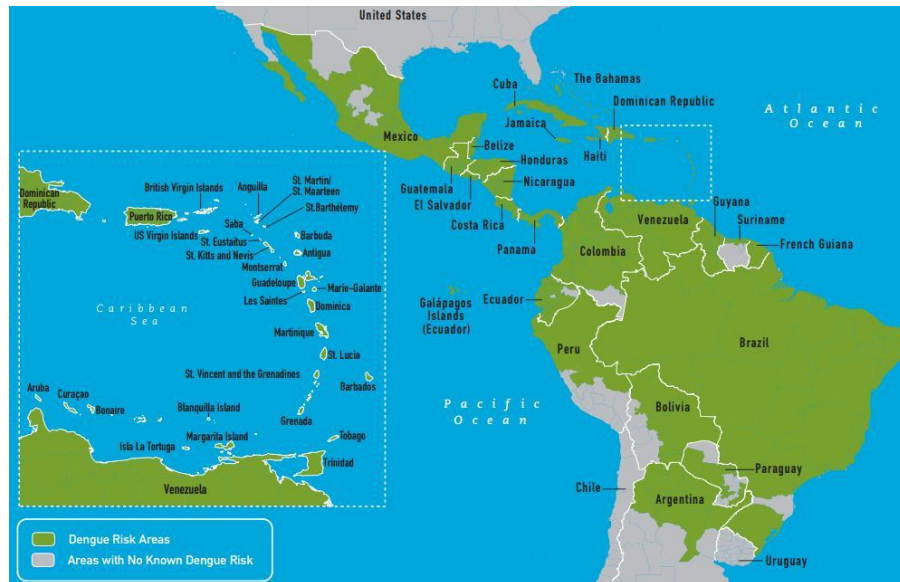 United States
The Bahamas
Cuba
Dominican Republic
Atlantic
Ocean
Jamaica
Mexico
Belize
Haiti
Honduras
Guatemala
Nicaragua
El Salvador
Costa Rica
Panama
Venezuela
Guyana
Suriname
French Guiana
Colombia
Galápagos
Islands
(Ecuador)
Ecuador
Peru
Brazil
Pacific
Ocean
Bolivia
Paraguay
Chile
Argentina
Uruguay
Dominican
Republic
Puerto Rico
British Virgin Islands
US Virgin Islands
Anguilla
St. Martin/
St. Maarteen
St.Barthélemy
Saba
St. Eustaitus
St. Kitts and Nevis
Barbuda
Antigua
Montserrat
Guadeloupe
Marie-Galante
Les Saintes
Dominica
Caribbean
Sea
Martinique
St. Lucia
St. Vincent and the Grenadines
Barbados
Aruba
Curaçao
Bonaire
Blanquilla Island
Grenada
Isla La Tortuga
Margarita Island
Tobago
Trinidad
Venezuela
Dengue Risk Areas
Areas with No Known Dengue Risk